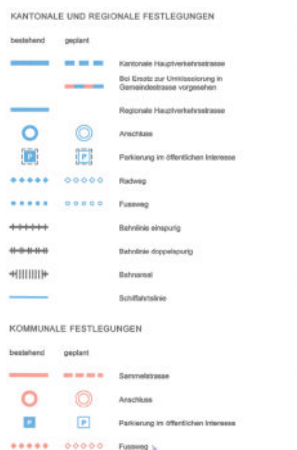 KANTONALE UND REGIONALE FESTLEGUNGEN
bestehend geplant
Kantonale Hauptverkehrsstrasse
Bei Ersatz zur Umklassierung in
Gemeindestrasse vorgesehen
Regionale Hauptverkehrsstrasse
Anschluss
P P Parkierung im öffentlichen Interesse
Radweg
Fussweg
Bahnlinie einspurig
Bahnlinie doppelspurig
Bahnareal
Schifffahrtslinie
KOMMUNALE FESTLEGUNGEN
bestehend geplant
Sammelstrasse
Anschluss
P P Parkierung im öffentlichen Interesse
Fussweg